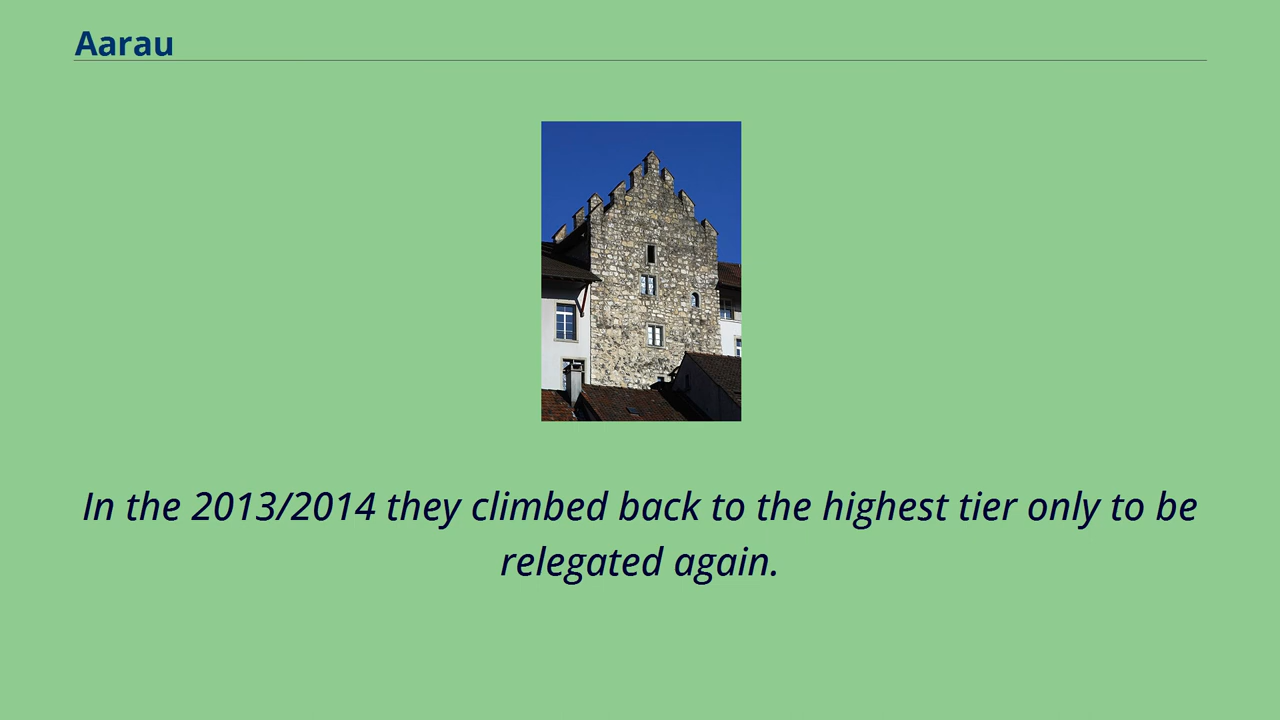 Aarau
In the 2013/2014 they climbed back to the highest tier only to be
relegated again.